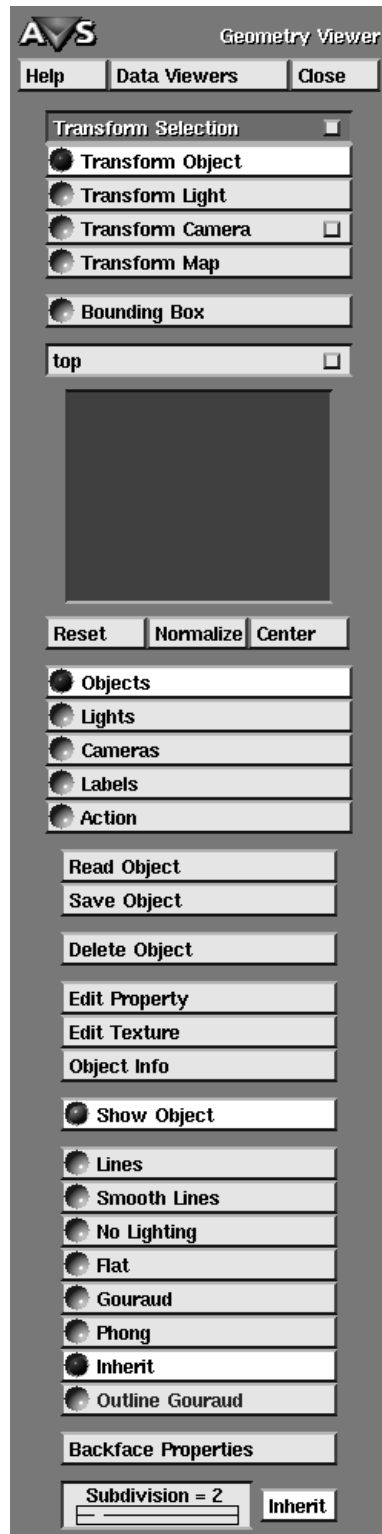 AVS Geometry Viewer
Help Data Viewers Close
Transform Selection
Transform Object
Transform Light
Transform Camera
Transform Map
Bounding Box
top
Reset Normalize Center
Objects
Lights
Cameras
Labels
Action
Read Object
Save Object
Delete Object
Edit Property
Edit Texture
Object Info
Show Object
Lines
Smooth Lines
No Lighting
Flat
Gouraud
Phong
Inherit
Outline Gouraud
Backface Properties
Subdivision = 2
Inherit